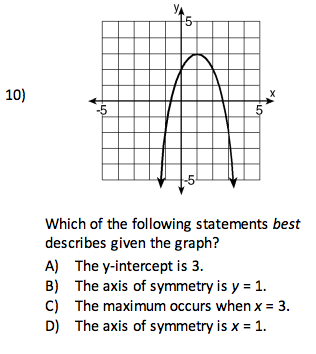 y
5
10)
x
-5
5
-5
Which of the following statements best
describes given the graph?
A) The y-intercept is 3.
B) The axis of symmetry is y = 1.
C) The maximum occurs when x = 3.
D) The axis of symmetry is x = 1.